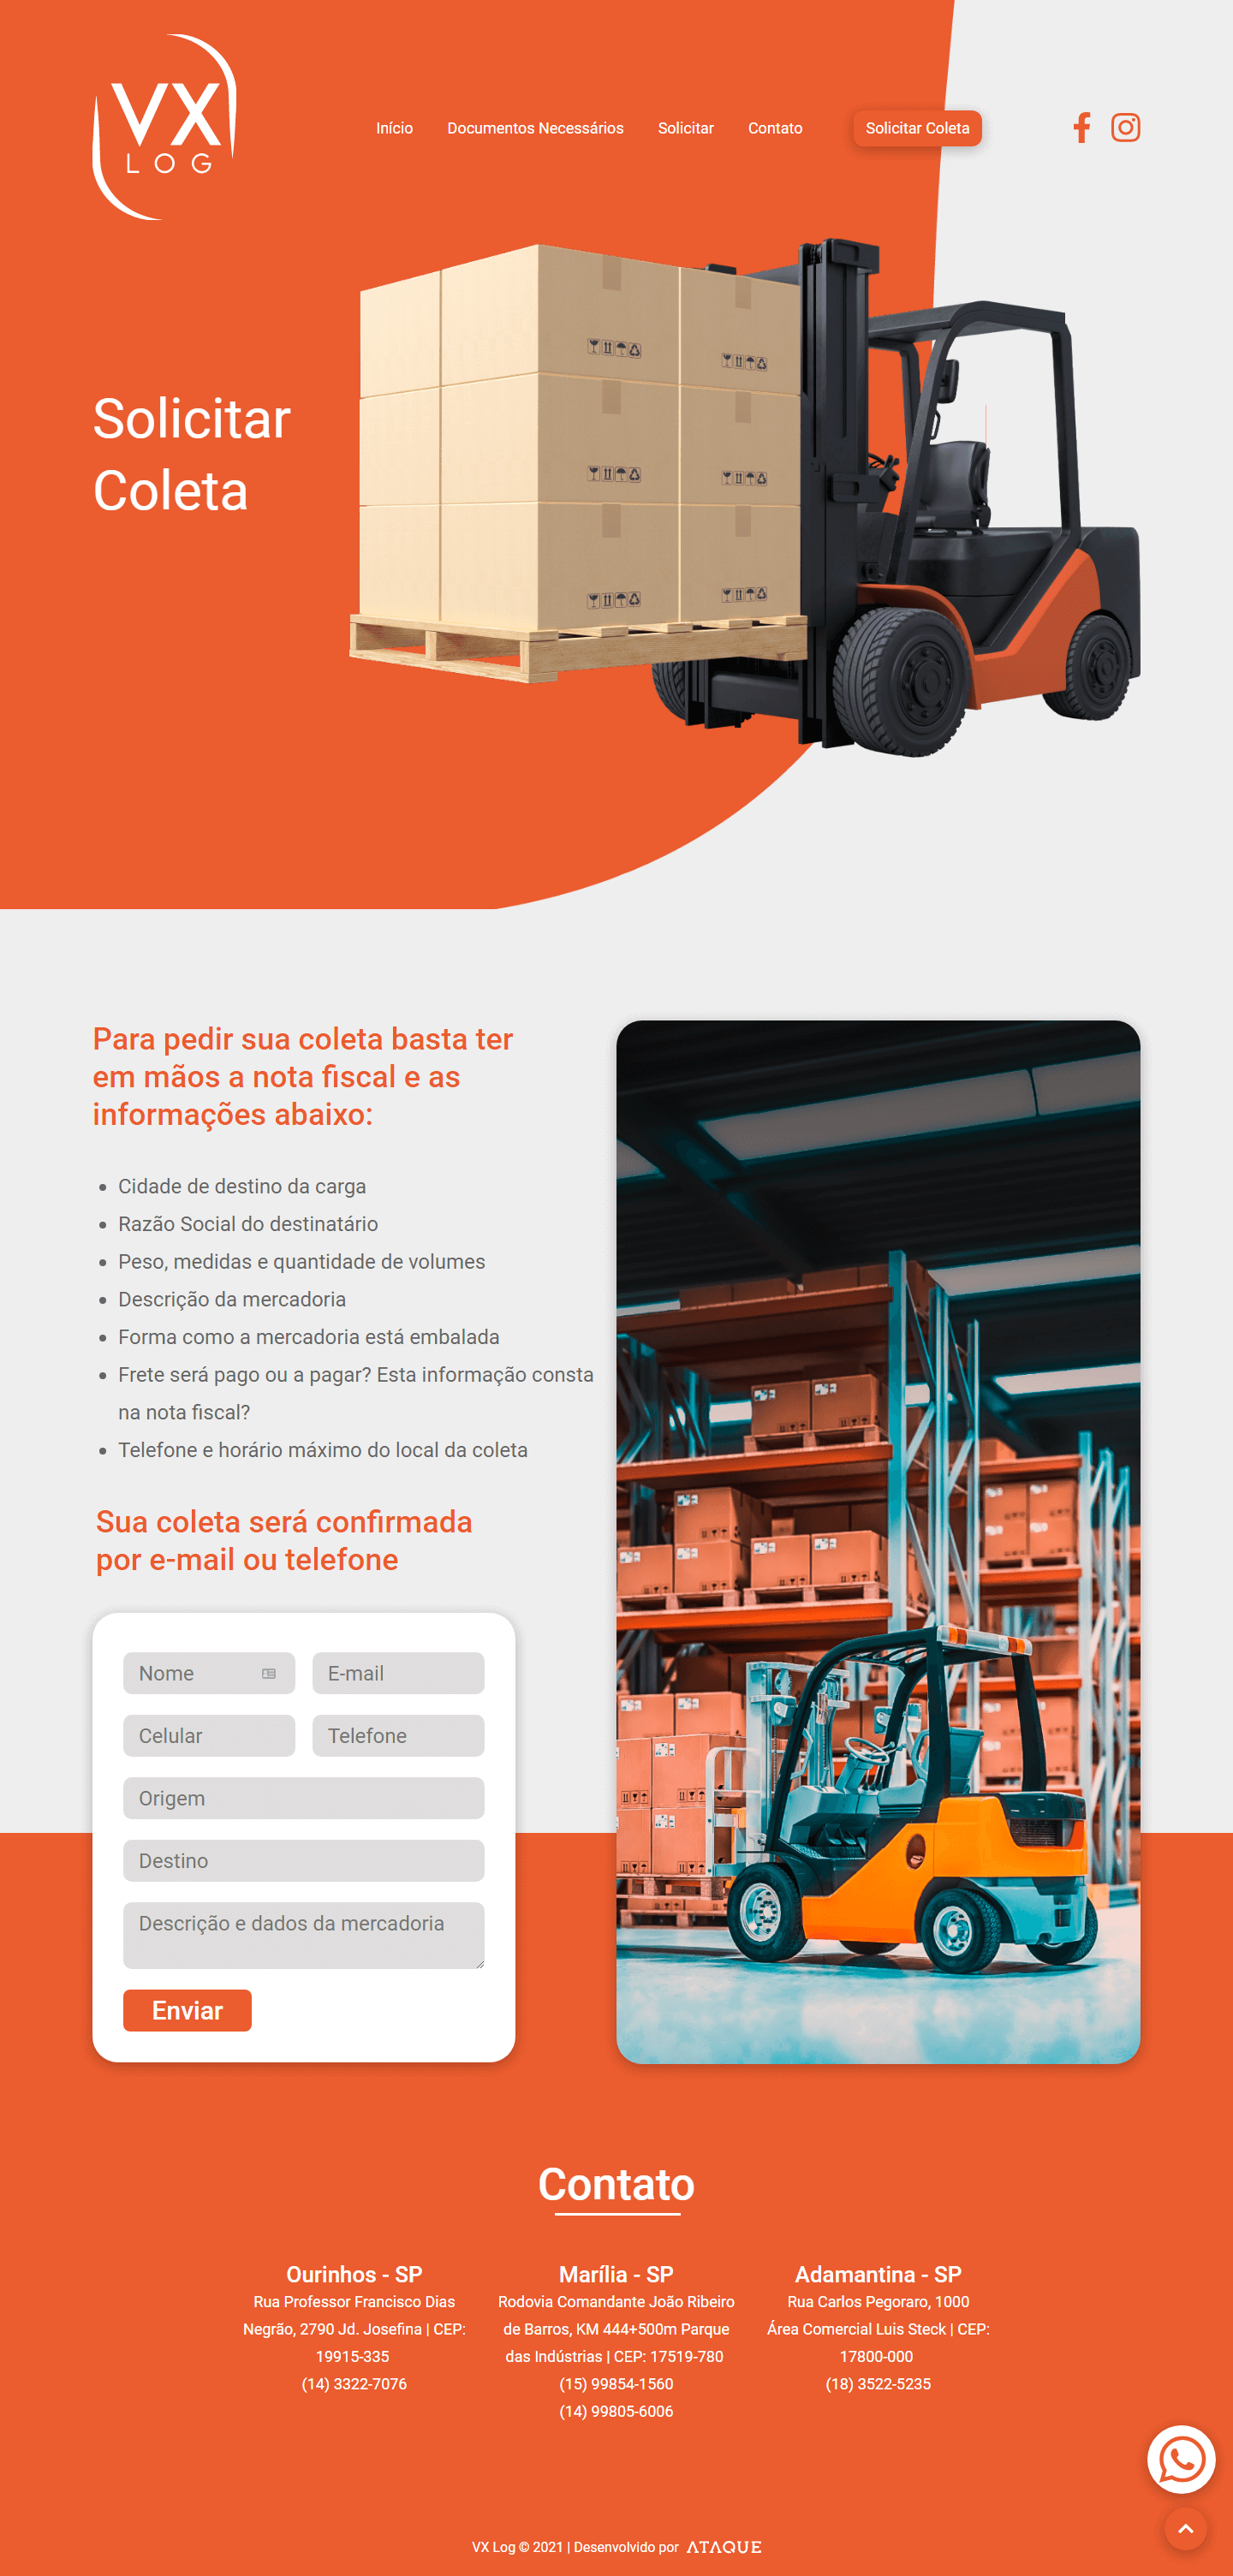 VX
LOG
Início Documentos Necessários Solicitar Contato Solicitar Coleta
Solicitar
Coleta
Para pedir sua coleta basta ter
em mãos a nota fiscal e as
informações abaixo:
Cidade de destino da carga
Razão Social do destinatário
Peso, medidas e quantidade de volumes
Descrição da mercadoria
Forma como a mercadoria está embalada
Frete será pago ou a pagar? Esta informação consta
na nota fiscal?
Telefone e horário máximo do local da coleta
Sua coleta será confirmada
por e-mail ou telefone
Nome E-mail
Celular Telefone
Origem
Destino
Descrição e dados da mercadoria
Enviar
Contato
Ourinhos - SP
Rua Professor Francisco Dias
Negrão, 2790 Jd. Josefina | CEP:
19915-335
(14) 3322-7076
Marília - SP
Rodovia Comandante João Ribeiro
de Barros, KM 444+500m Parque
das Indústrias | CEP: 17519-780
(15) 99854-1560
(14) 99805-6006
Adamantina - SP
Rua Carlos Pegoraro, 1000
Área Comercial Luis Steck | CEP:
17800-000
(18) 3522-5235
VX Log © 2021 | Desenvolvido por ATAQUE